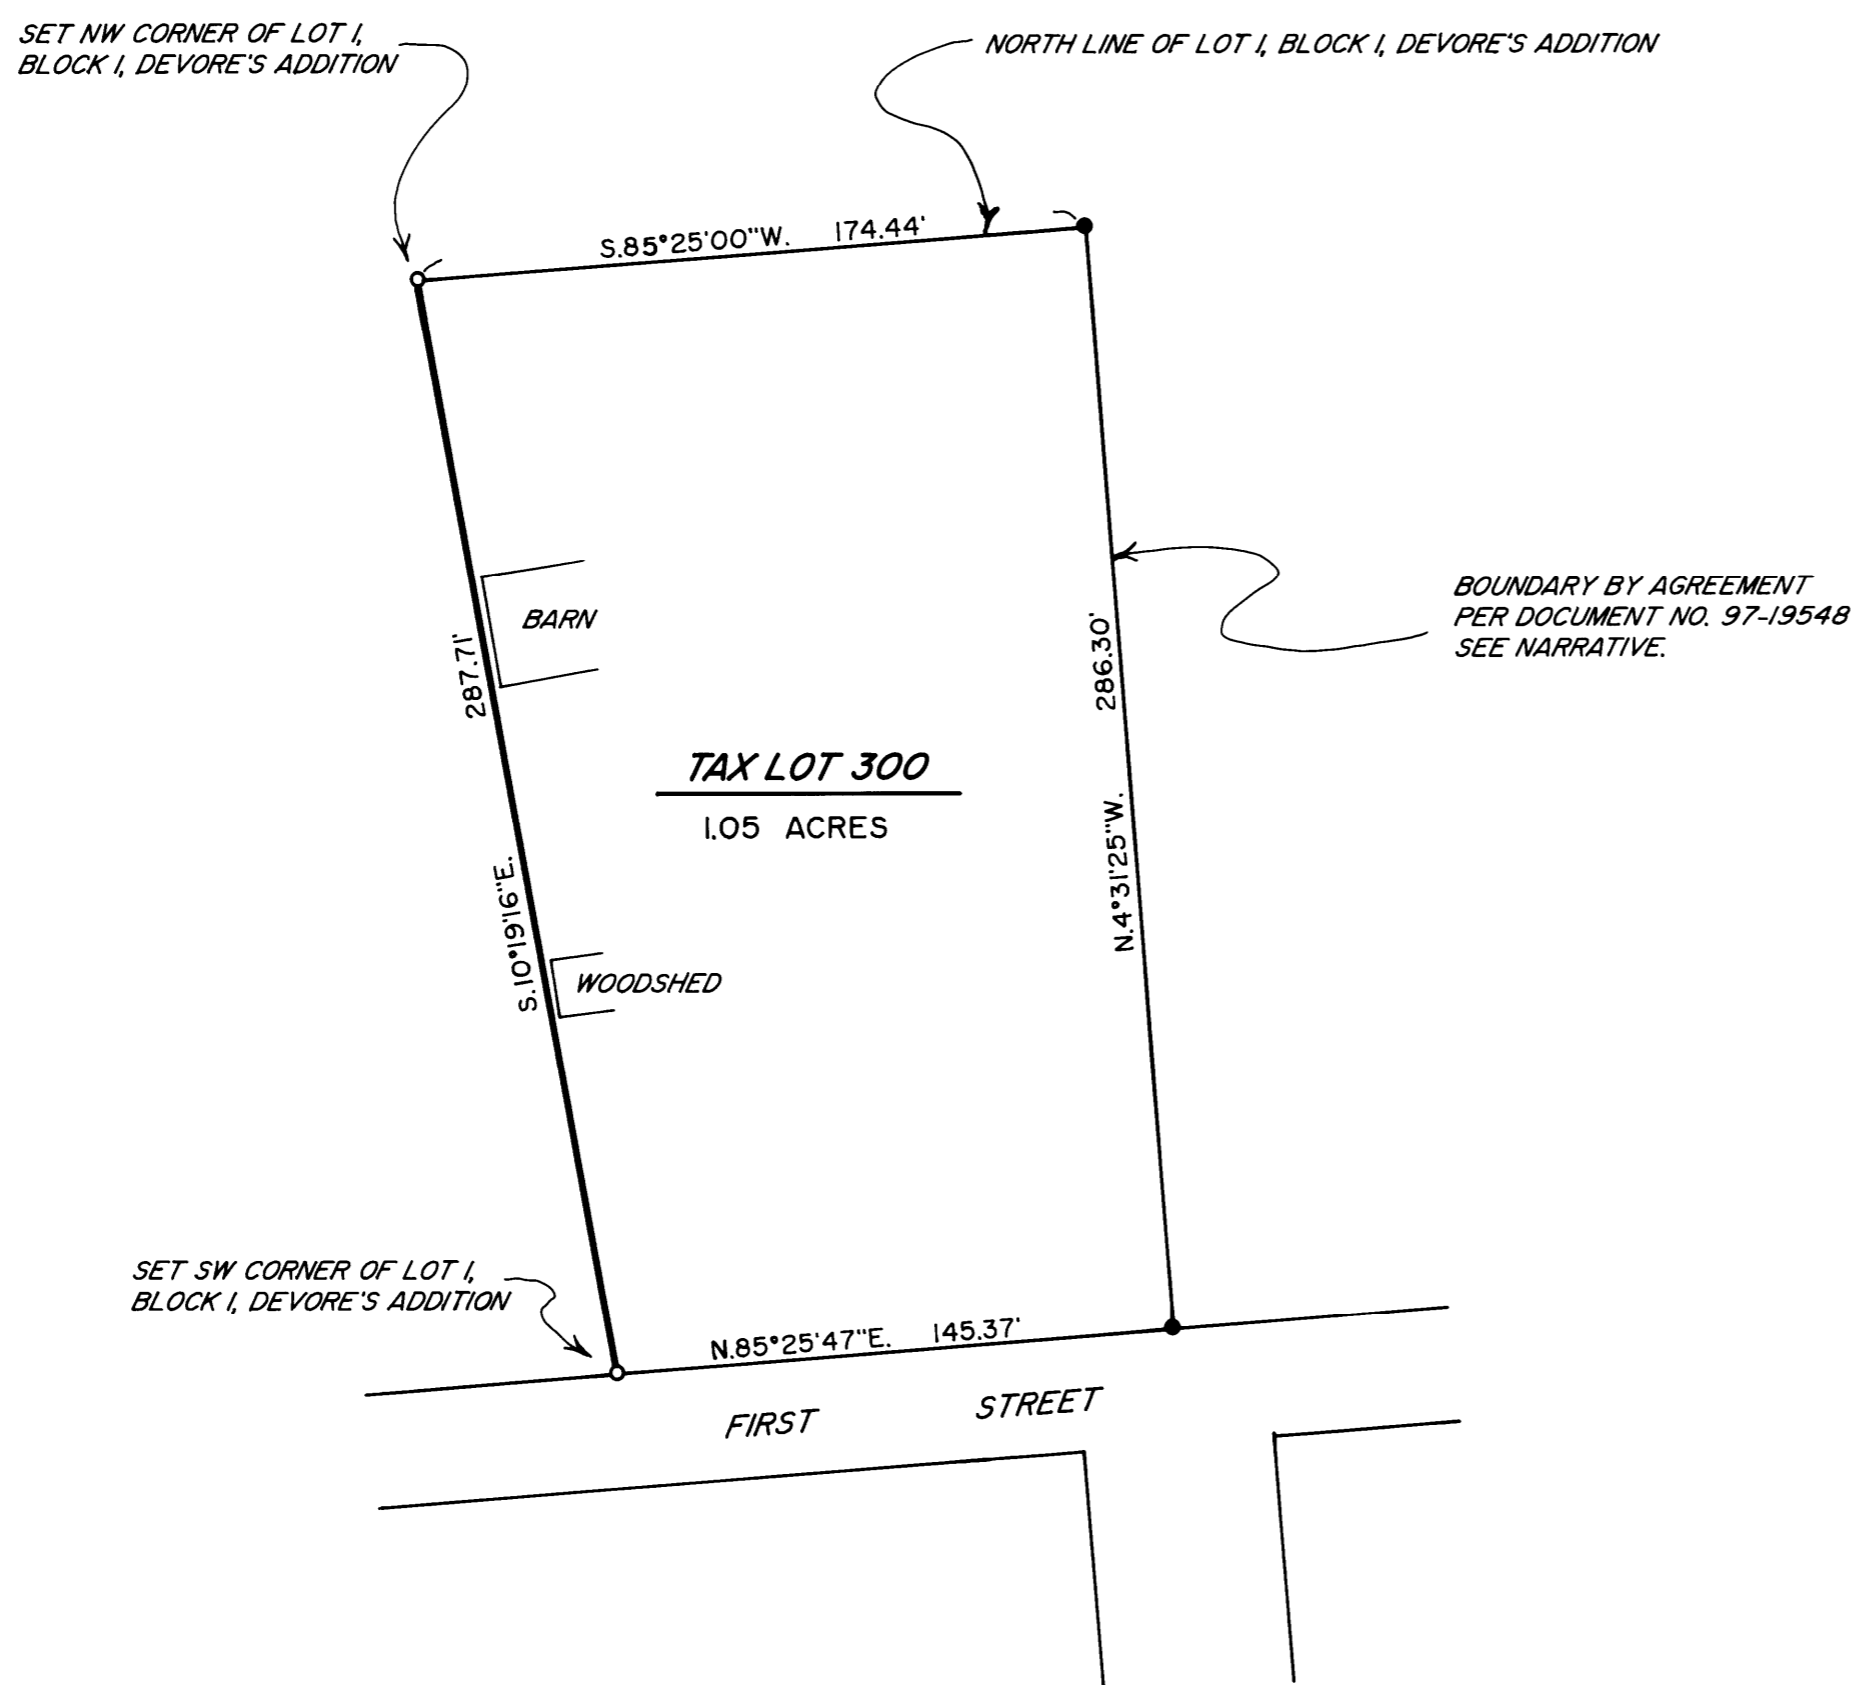 SET NW CORNER OF LOT 1,
BLOCK 1, DEVORE'S ADDITION
NORTH LINE OF LOT 1, BLOCK 1, DEVORE'S ADDITION
S.85°25'00"W. 174.44'
BARN
287.71'
BOUNDARY BY AGREEMENT
PER DOCUMENT NO. 97-19548
SEE NARRATIVE.
286.30'
TAX LOT 300
1.05 ACRES
N.4°31'25"W.
S.10°19'16"E.
WOODSHED
SET SW CORNER OF LOT 1,
BLOCK 1, DEVORE'S ADDITION
N.85°25'47"E. 145.37'
FIRST STREET